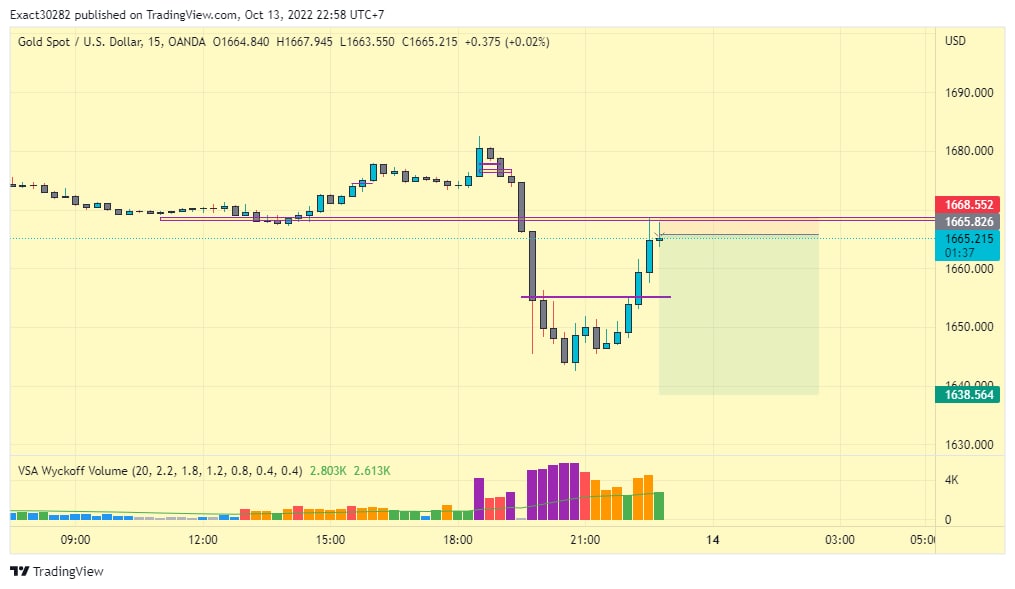 Exact30282 published on TradingView.com, Oct 13, 2022 22:58 UTC+7
Gold Spot / U.S. Dollar, 15, OANDA O1664.840 H1667.945 L1663.550 C1665.215 +0.375 (+0.02%)
USD
1690.000
1680.000
1668.552
1665.826
1665.215
01:37
1660.000
1650.000
1640.000
1638.564
1630.000
VSA Wyckoff Volume (20, 2.2, 1.8, 1.2, 0.8, 0.4, 0.4) 2.803K 2.613K
4K
0
09:00 12:00 15:00 18:00 21:00 14 03:00 05:00
TradingView